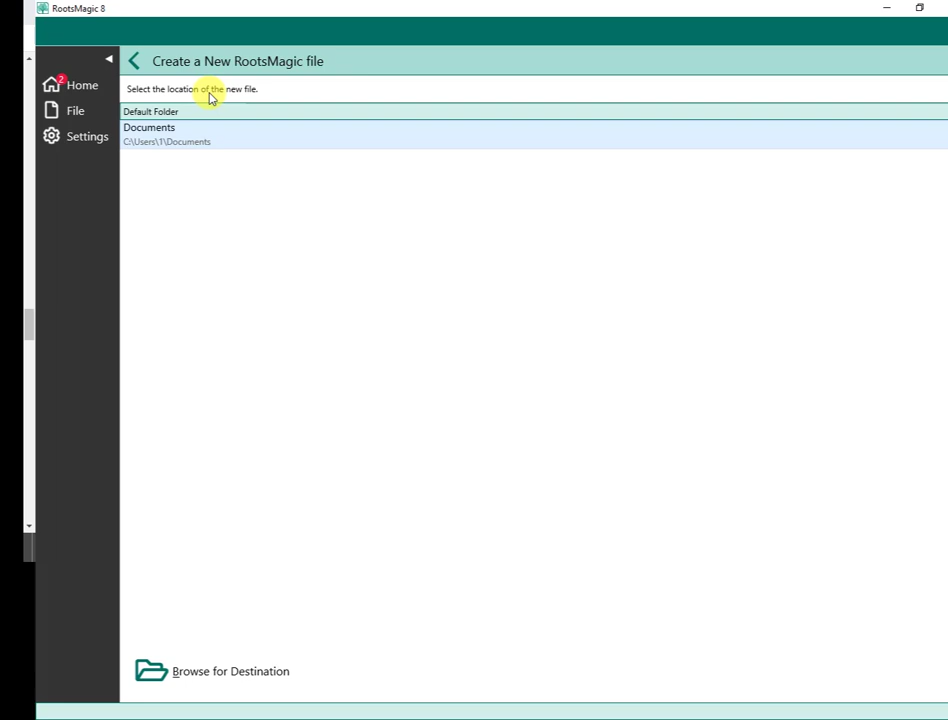 RootsMagic 8
Create a New RootsMagic file
2
Home
File
Settings
Select the location of the new file.
Default Folder
Documents
C:\Users\1\Documents
Browse for Destination